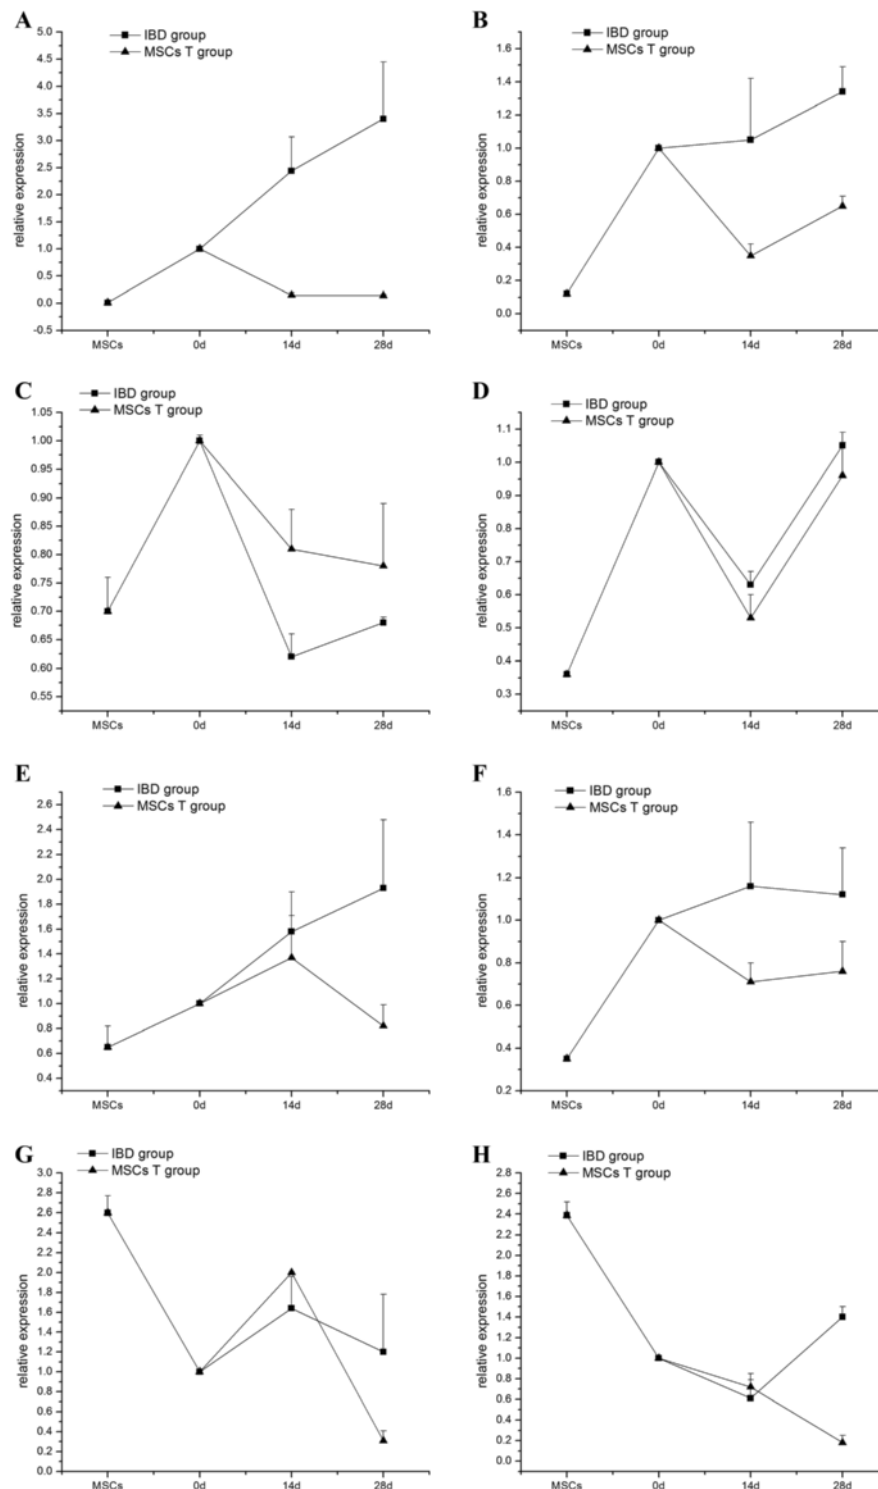 A
IBD group
MSCs T group
relative expression
5.0
4.5
4.0
3.5
3.0
2.5
2.0
1.5
1.0
0.5
0.0
-0.5
MSCs 0d 14d 28d
B
IBD group
MSCs T group
relative expression
1.6
1.4
1.2
1.0
0.8
0.6
0.4
0.2
0.0
MSCs 0d 14d 28d
C
IBD group
MSCs T group
relative expression
1.05
1.00
0.95
0.90
0.85
0.80
0.75
0.70
0.65
0.60
0.55
MSCs 0d 14d 28d
D
IBD group
MSCs T group
relative expression
1.1
1.0
0.9
0.8
0.7
0.6
0.5
0.4
0.3
MSCs 0d 14d 28d
E
IBD group
MSCs T group
relative expression
2.6
2.4
2.2
2.0
1.8
1.6
1.4
1.2
1.0
0.8
0.6
0.4
MSCs 0d 14d 28d
F
IBD group
MSCs T group
relative expression
1.6
1.4
1.2
1.0
0.8
0.6
0.4
0.2
MSCs 0d 14d 28d
G
IBD group
MSCs T group
relative expression
3.0
2.8
2.6
2.4
2.2
2.0
1.8
1.6
1.4
1.2
1.0
0.8
0.6
0.4
0.2
0.0
MSCs 0d 14d 28d
H
IBD group
MSCs T group
relative expression
2.8
2.6
2.4
2.2
2.0
1.8
1.6
1.4
1.2
1.0
0.8
0.6
0.4
0.2
0.0
MSCs 0d 14d 28d